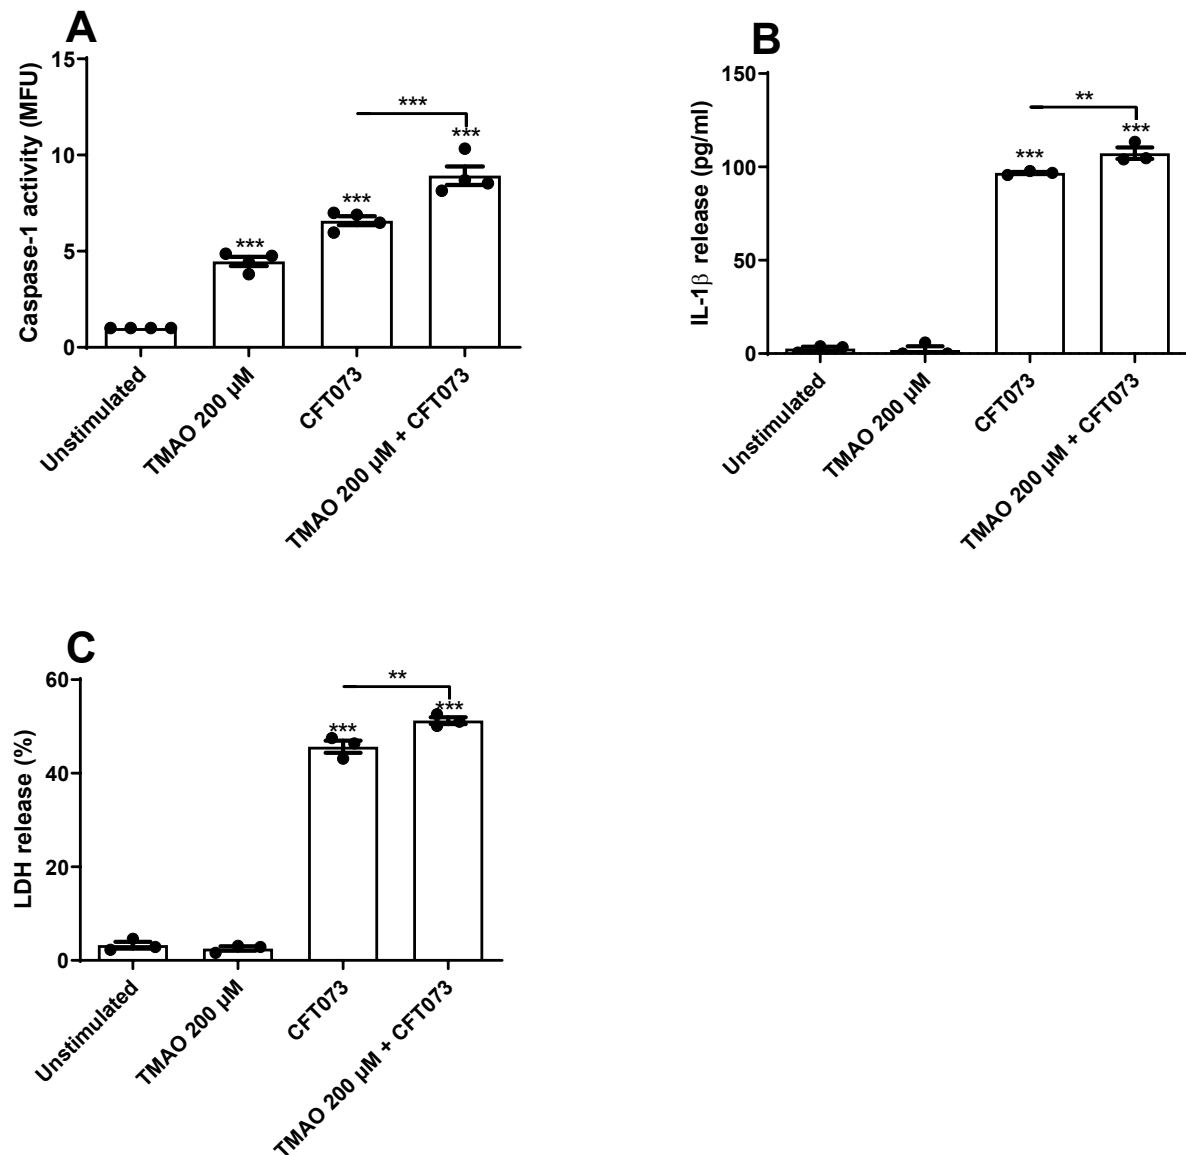 A
Caspase-1 activity (MFU)
15
10
5
0
***
***
***
***
Unstimulated
TMAO 200 µM
CFT073
TMAO 200 µM + CFT073
B
IL-1β release (pg/ml)
150
100
50
0
**
***
***
Unstimulated
TMAO 200 µM
CFT073
TMAO 200 µM + CFT073
C
LDH release (%)
60
40
20
0
**
***
***
Unstimulated
TMAO 200 µM
CFT073
TMAO 200 µM + CFT073